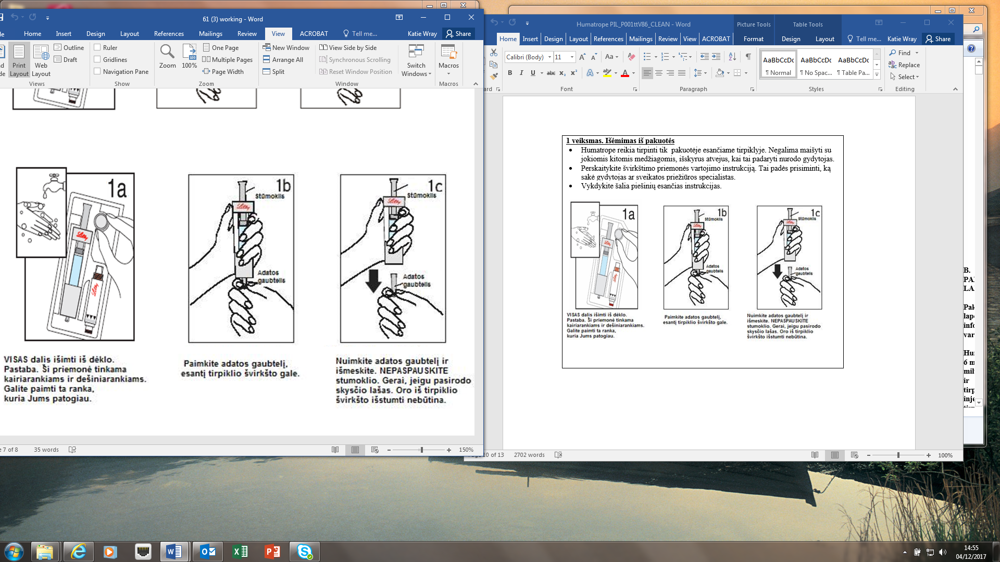 61 (3) working - Word
Home Insert Design Layout References Mailings Review View ACROBAT Tell me... Katie Wray Share
Print Layout
Web Layout
Outline
Draft
Views
Ruler
Gridlines
Navigation Pane
Show
Zoom
100%
One Page
Multiple Pages
Page Width
Zoom
New Window
Arrange All
Split
View Side by Side
Synchronous Scrolling
Reset Window Position
Window
Switch Windows
Macros
Macros
1a
Lilly
Lilly
1b
Stūmoklis
Lilly
Adatos
gaubtelis
1c
Stūmoklis
Lilly
Adatos
gaubtelis
VISAS dalis išimti iš dėklo.
Pastaba. Ši priemonė tinkama
kairiarankiams ir dešiniarankiams.
Galite paimti ta ranka,
kuria Jums patogiau.
Paimkite adatos gaubtelį,
esantį tirpiklio švirkšto gale.
Nuimkite adatos gaubtelį ir
išmeskite. NEPASPAUSKITE
stumoklio. Gerai, jeigu pasirodo
skysčio lašas. Oro iš tirpiklio
švirkšto išstumti nebūtina.
7 of 8 35 words 150%
Humatrope PIL_P001ttV86_CLEAN - Word
Picture Tools Table Tools
Home Insert Design Layout References Mailings Review View ACROBAT Format Design Layout Tell me... Katie Wray Share
Calibri (Body) 11
Font
Paragraph
AaBbCcDc AaBbCcDc AaBbCcDc
¶ Normal ¶ No Spac... ¶ Table Pa...
Styles
Find
Replace
Select
Editing
1 veiksmas. Išėmimas iš pakuotės
• Humatrope reikia tirpinti tik pakuotėje esančiame tirpiklyje. Negalima maišyti su
jokiomis kitomis medžiagomis, išskyrus atvejus, kai tai padaryti nurodo gydytojas.
• Perskaitykite švirkštimo priemonės vartojimo instrukciją. Tai padės prisiminti, ką
sakė gydytojas ar sveikatos priežiūros specialistas.
• Vykdykite šalia piešinių esančias instrukcijas.
1a
Lilly
Lilly
1b
Stūmoklis
Lilly
Adatos
gaubtelis
1c
Stūmoklis
Lilly
Adatos
gaubtelis
VISAS dalis išimti iš dėklo.
Pastaba. Ši priemonė tinkama
kairiarankiams ir dešiniarankiams.
Galite paimti ta ranka,
kuria Jums patogiau.
Paimkite adatos gaubtelį,
esantį tirpiklio švirkšto gale.
Nuimkite adatos gaubtelį ir
išmeskite. NEPASPAUSKITE
stumoklio. Gerai, jeigu pasirodo
skysčio lašas. Oro iš tirpiklio
švirkšto išstumti nebūtina.
10 of 13 2702 words 100%
B.
14:55
04/12/2017